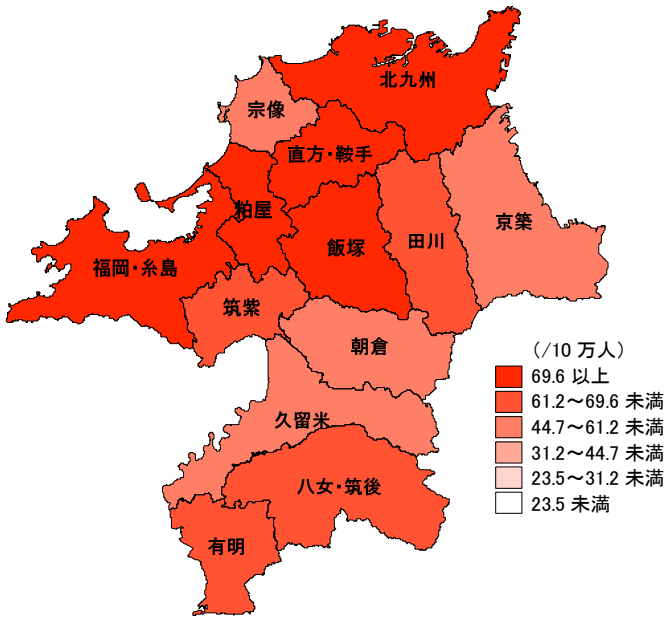 北九州
宗像
直方・鞍手
粕屋
飯塚
田川
京築
福岡・糸島
筑紫
朝倉
久留米
八女・筑後
有明
(/10 万人)
69.6 以上
61.2～69.6 未満
44.7～61.2 未満
31.2～44.7 未満
23.5～31.2 未満
23.5 未満